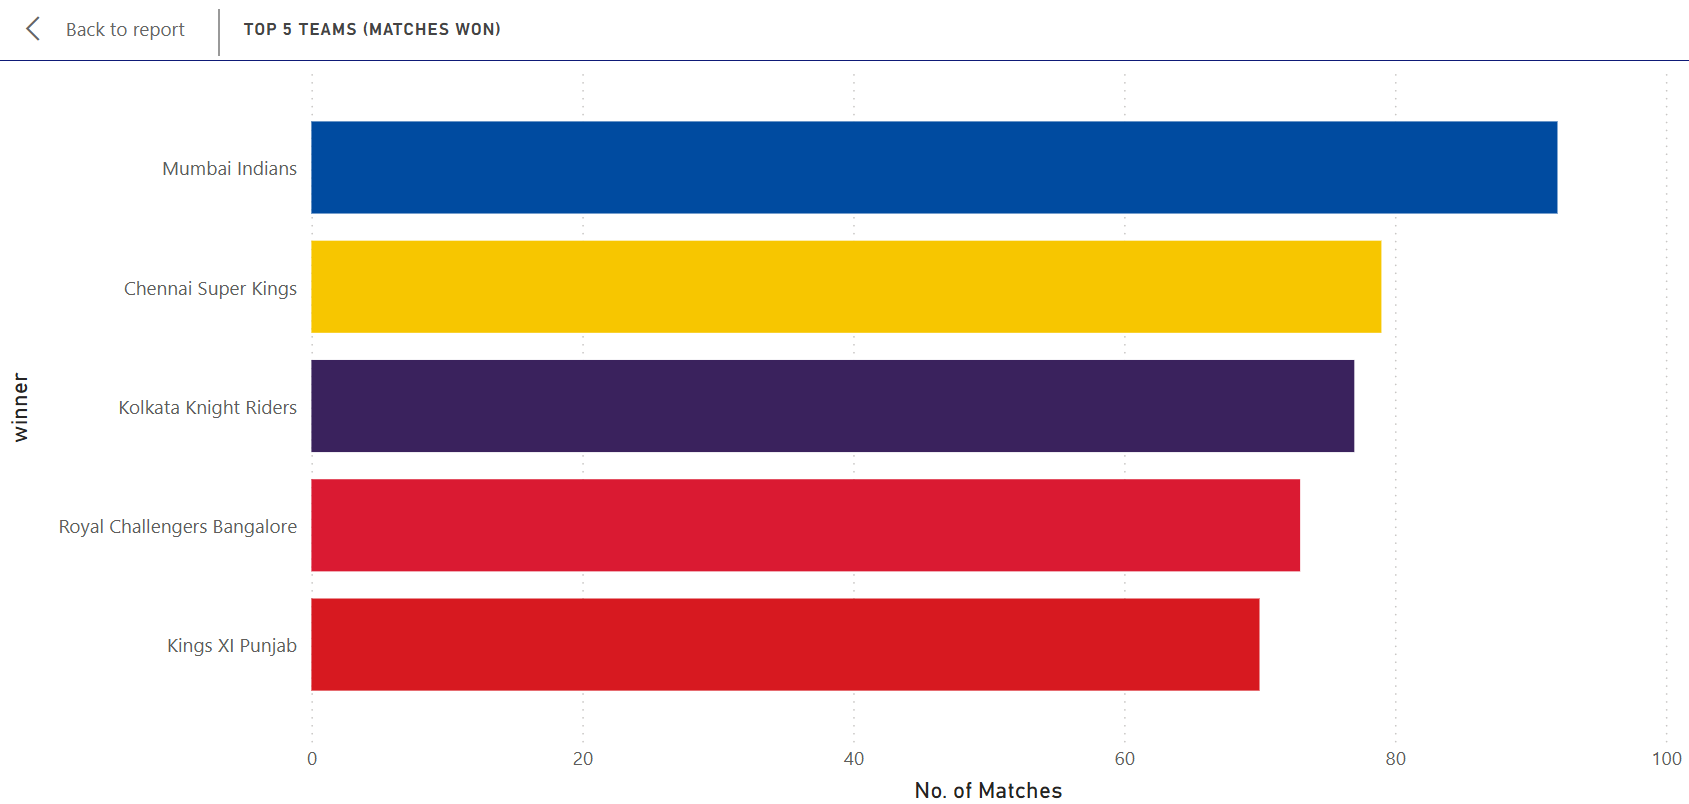 Back to report
TOP 5 TEAMS (MATCHES WON)
winner
Mumbai Indians
Chennai Super Kings
Kolkata Knight Riders
Royal Challengers Bangalore
Kings XI Punjab
0 20 40 60 80 100
No. of Matches